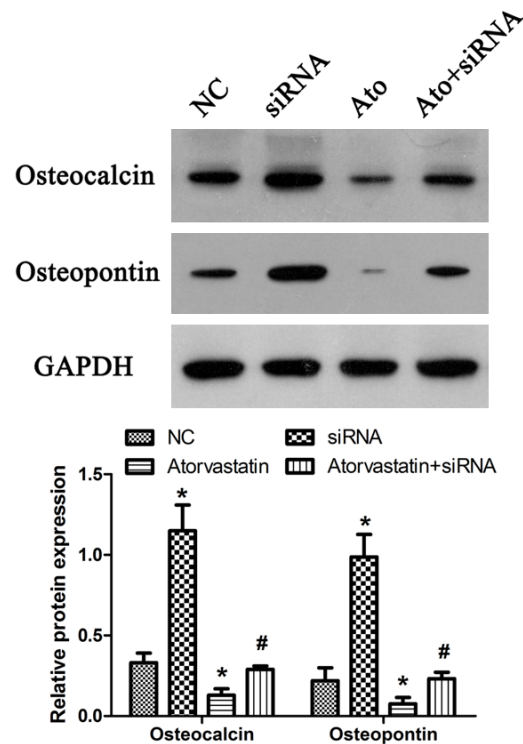 NC siRNA Ato Ato+siRNA
Osteocalcin
Osteopontin
GAPDH
NC siRNA
Atorvastatin Atorvastatin+siRNA
Relative protein expression
1.5
1.0
0.5
0.0
* * # * * #
Osteocalcin Osteopontin